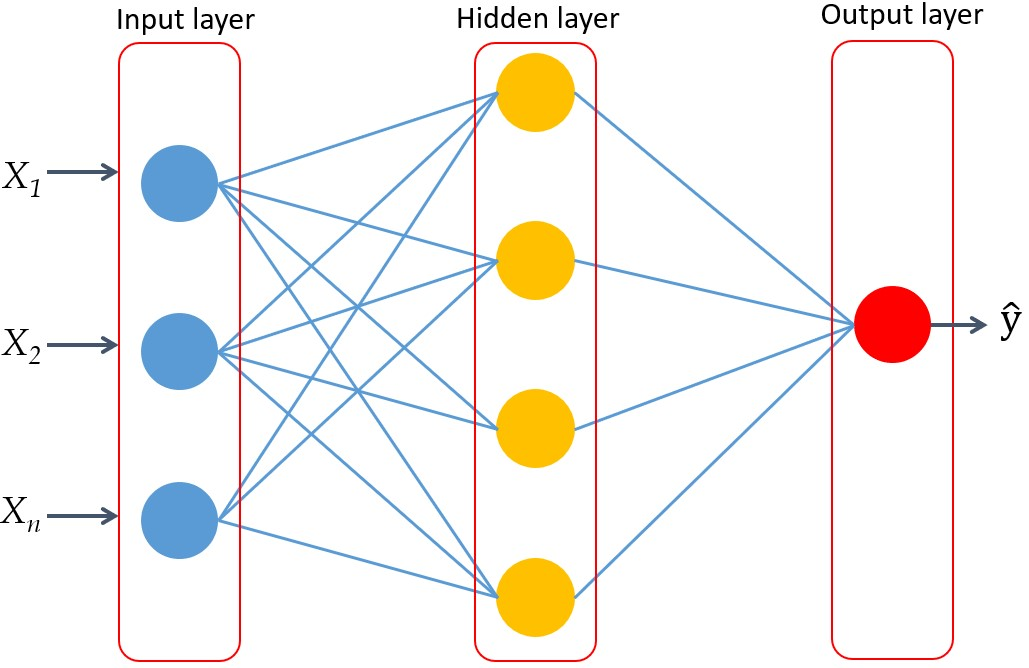 Input layer
Hidden layer
Output layer
X1
X2
Xn
ŷ